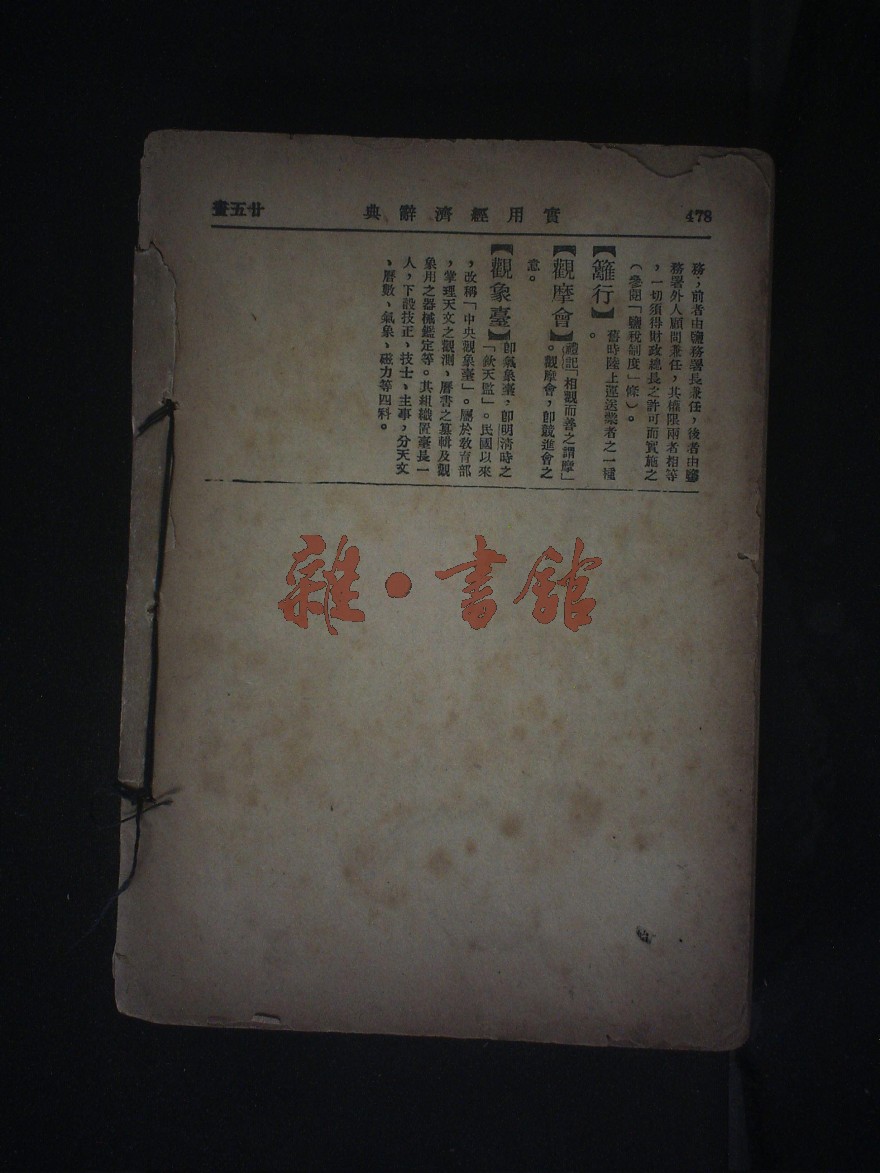 478
實用經濟辭典
廿五畫
務；前者由鹽務署長兼任，後者由鹽
務署外人顧問兼任，其權限兩者相等
，一切須得財政總長之許可而實施之
（參閱「鹽稅制度」條）。
【籬行】舊時陸上運送業者之一種
。
【觀摩會】禮記「相觀而善之謂摩」
。觀摩會，卽競進會之
意。
【觀象臺】卽氣象臺，卽明清時之
「欽天監」。民國以來
，改稱「中央觀象臺」。屬於敎育部
，掌理天文之觀測、曆書之纂輯及觀
象用之器械鑑定等。其組織置臺長一
人，下設技正，技士、主事，分天文
、曆數、氣象、磁力等四科。
雜·書館